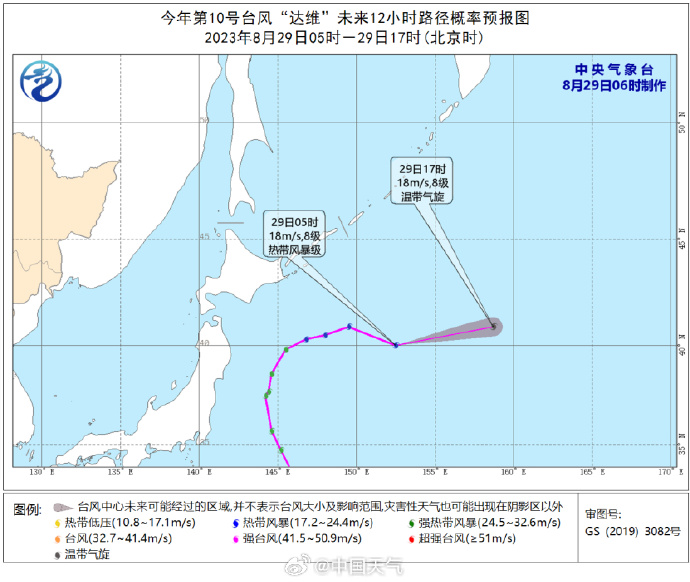 今年第10号台风“达维”未来12小时路径概率预报图
2023年8月29日05时—29日17时(北京时)
中央气象台
8月29日06时制作
29日17时
18m/s,8级
温带气旋
29日05时
18m/s,8级
热带风暴级
50°N
45
45°N
40
40°N
35
35°N
130°E 135°E 140°E 145°E 150°E 155°E 160°E 165°E 170°E
图例:
台风中心未来可能经过的区域,并不表示台风大小及影响范围,灾害性天气也可能出现在阴影区以外
热带低压(10.8~17.1m/s) 热带风暴(17.2~24.4m/s) 强热带风暴(24.5~32.6m/s)
台风(32.7~41.4m/s) 强台风(41.5~50.9m/s) 超强台风(≥51m/s)
温带气旋
审图号:
GS (2019) 3082号
@中国天气